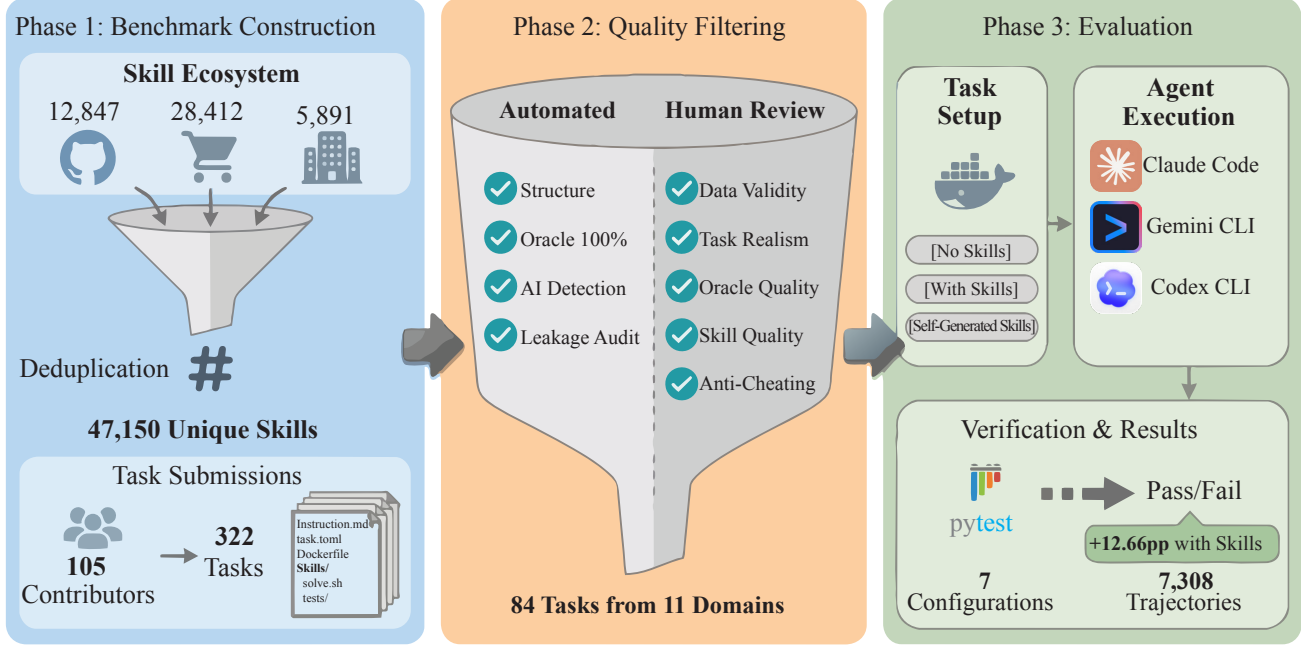 Phase 1: Benchmark Construction
Skill Ecosystem
12,847
28,412
5,891
Deduplication
#
47,150 Unique Skills
Task Submissions
105
Contributors
322
Tasks
Instruction.md
task.toml
Dockerfile
Skills/
solve.sh
tests/
Phase 2: Quality Filtering
Automated
Structure
Oracle 100%
AI Detection
Leakage Audit
Human Review
Data Validity
Task Realism
Oracle Quality
Skill Quality
Anti-Cheating
84 Tasks from 11 Domains
Phase 3: Evaluation
Task
Setup
[No Skills]
[With Skills]
[Self-Generated Skills]
Agent
Execution
Claude Code
Gemini CLI
Codex CLI
Verification & Results
pytest
Pass/Fail
+12.66pp with Skills
7
Configurations
7,308
Trajectories